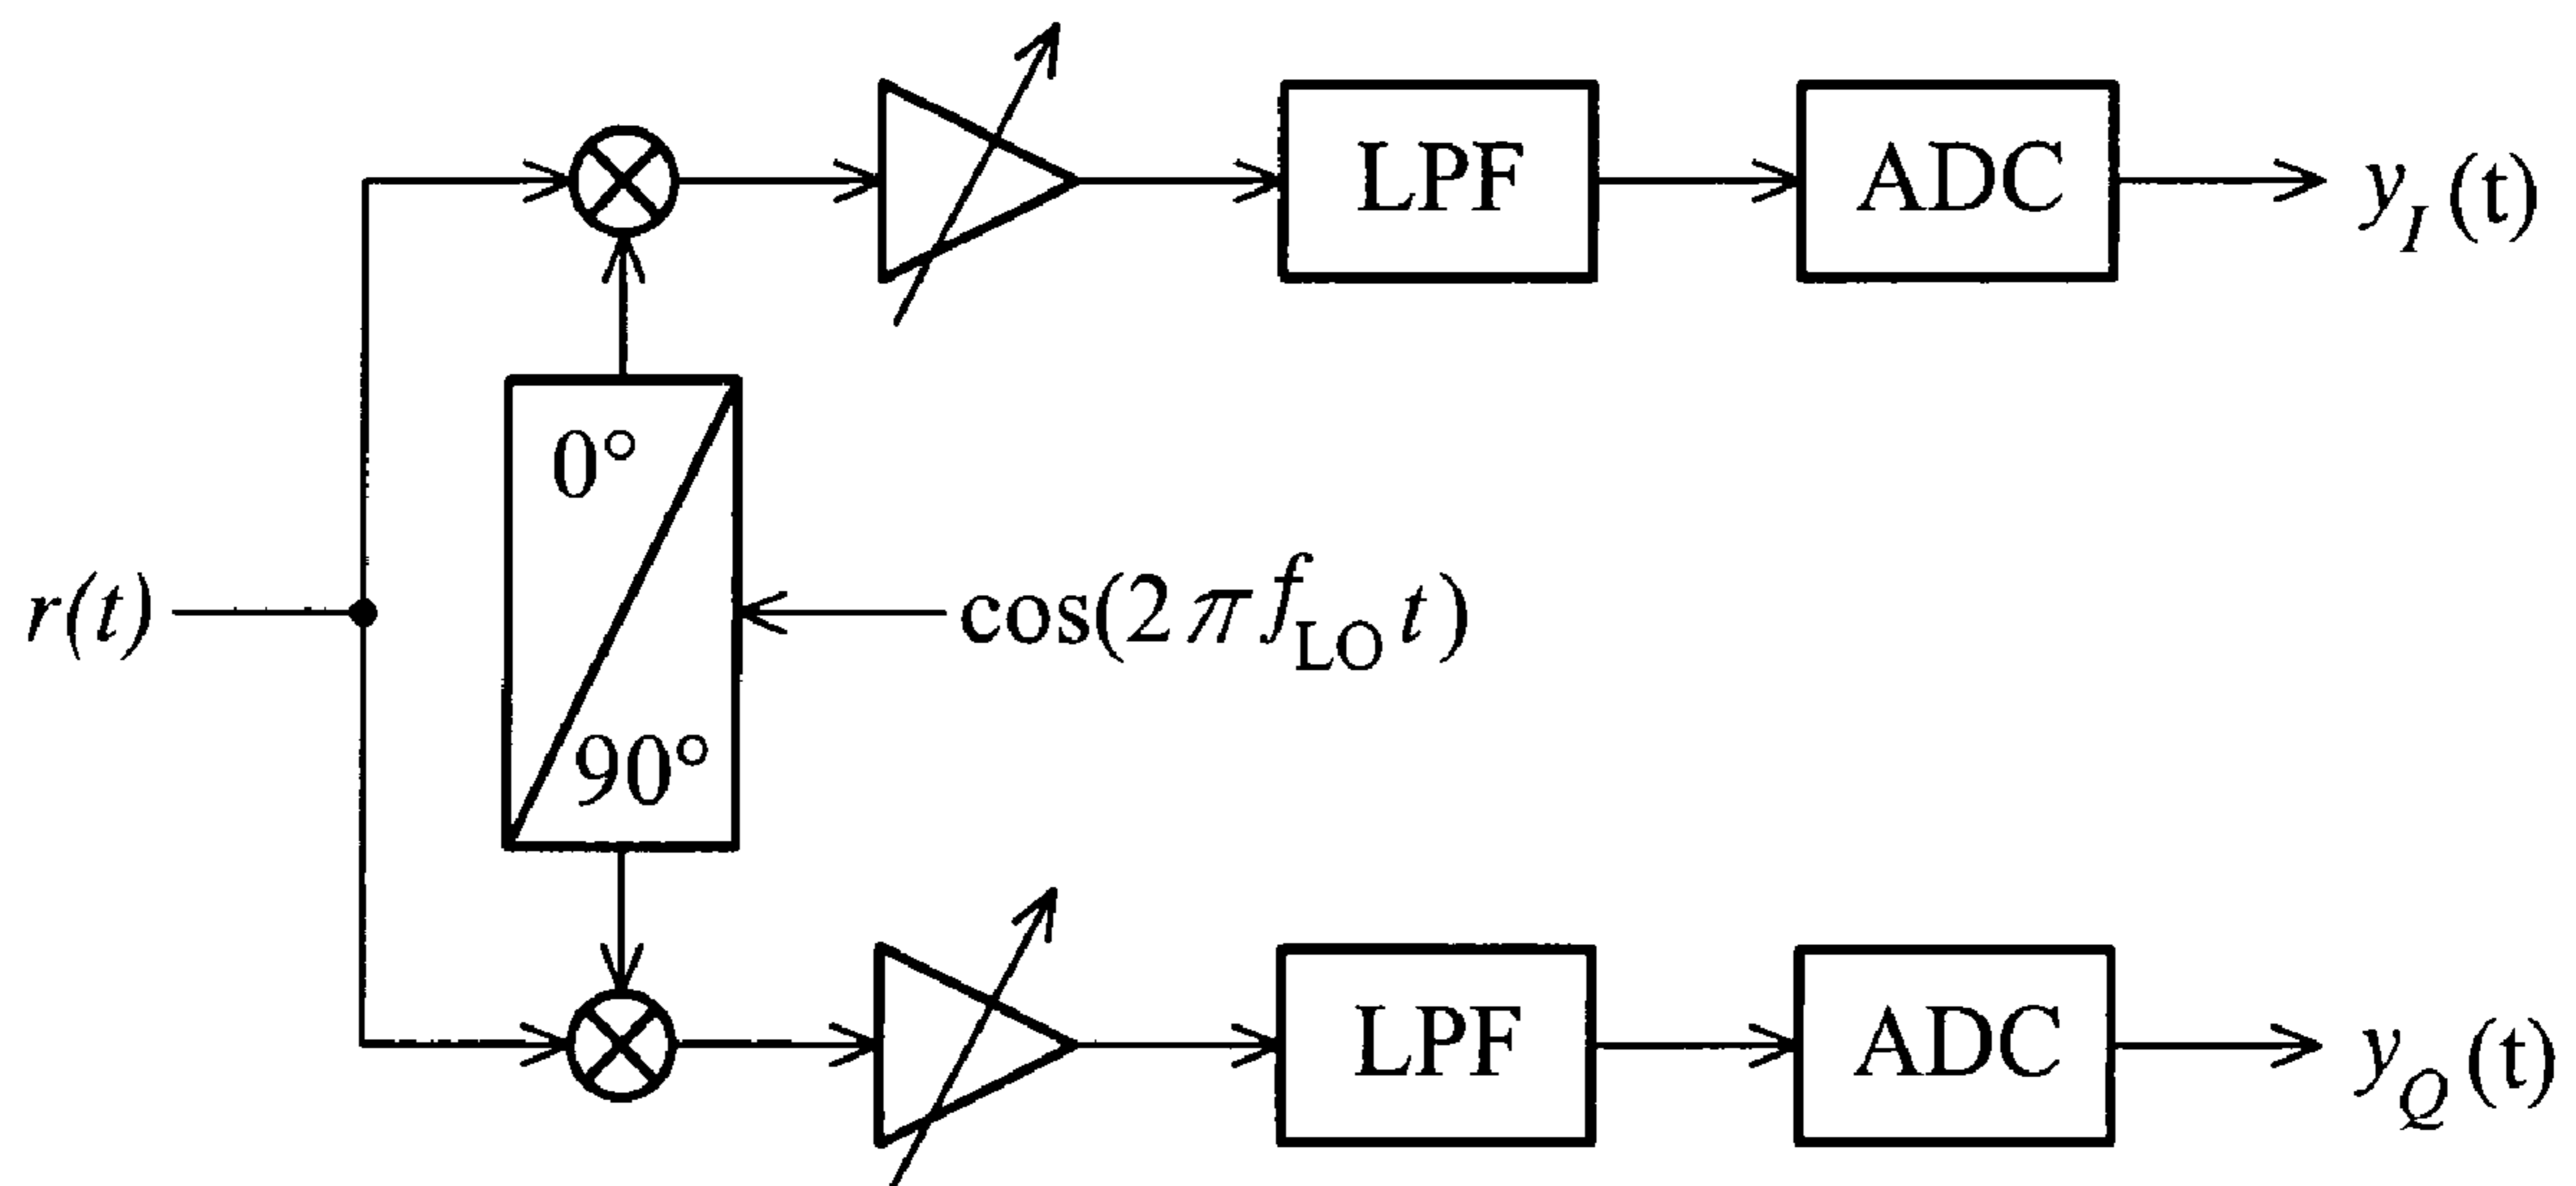 LPF
ADC
y_I (t)
0°
r(t)
cos(2πf_LO t)
90°
LPF
ADC
y_Q (t)